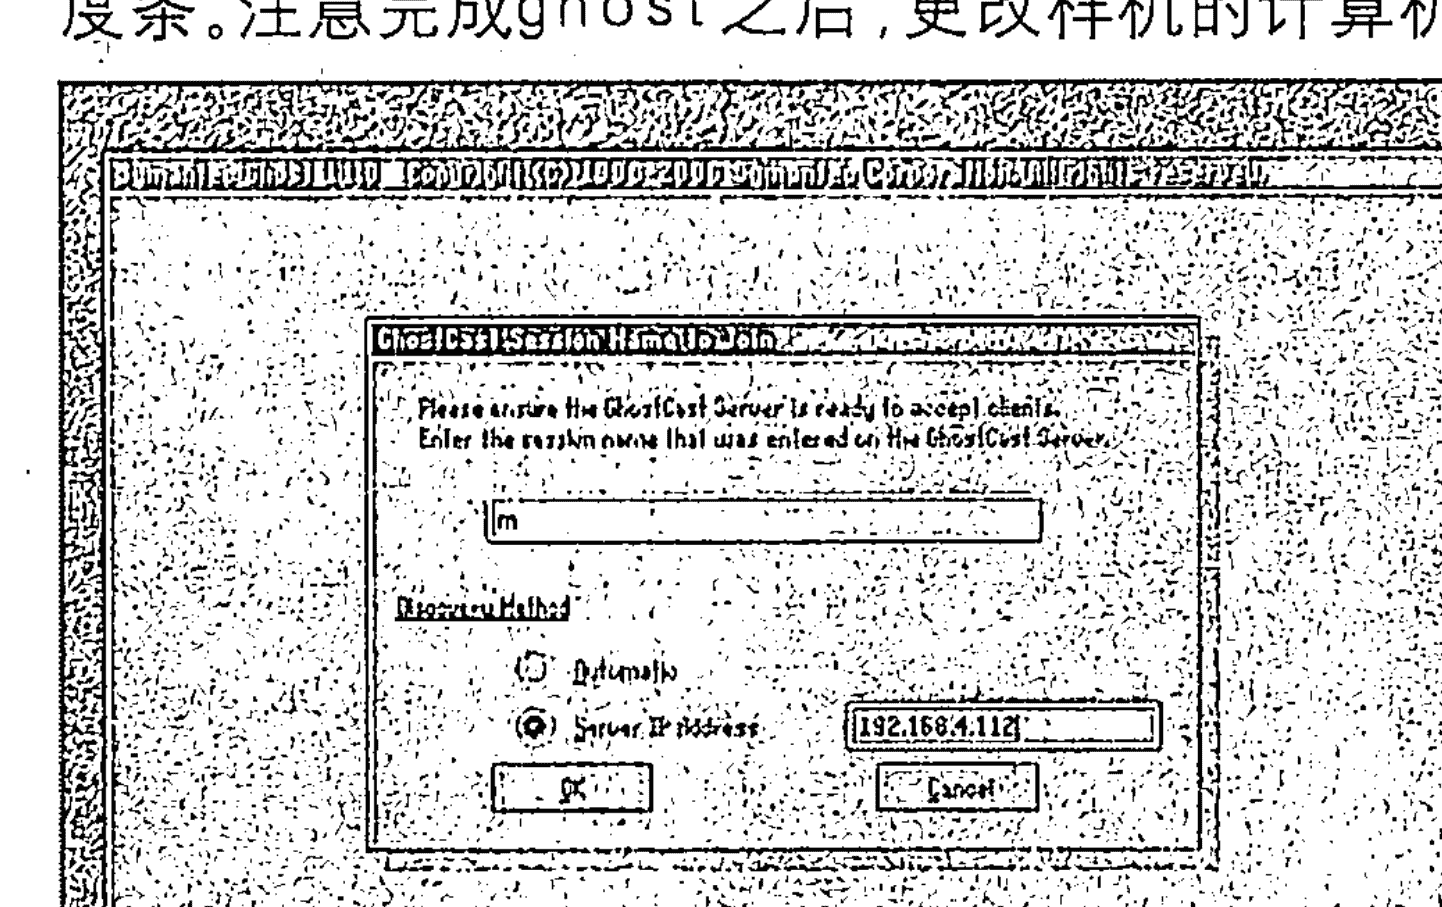 度条。注意完成ghost之后,更改样机的计算机
GhostCast Session Name to Join
Please ensure the GhostCast Server is ready to accept clients.
Enter the session name that was entered on the GhostCast Server.
m
Discovery Method
Automatic
Server IP Address
192.168.4.112
OK
Cancel